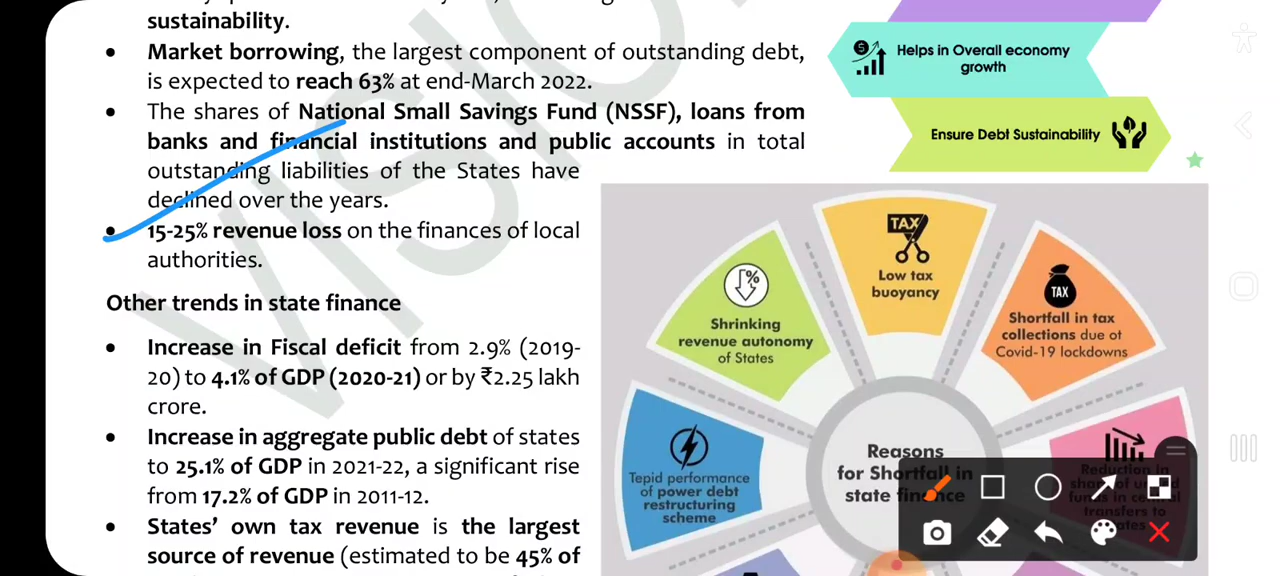 sustainability.
• Market borrowing, the largest component of outstanding debt,
is expected to reach 63% at end-March 2022.
• The shares of National Small Savings Fund (NSSF), loans from
banks and financial institutions and public accounts in total
outstanding liabilities of the States have
declined over the years.
• 15-25% revenue loss on the finances of local
authorities.
Other trends in state finance
• Increase in Fiscal deficit from 2.9% (2019-
20) to 4.1% of GDP (2020-21) or by ₹2.25 lakh
crore.
• Increase in aggregate public debt of states
to 25.1% of GDP in 2021-22, a significant rise
from 17.2% of GDP in 2011-12.
• States' own tax revenue is the largest
source of revenue (estimated to be 45% of
Helps in Overall economy
growth
Ensure Debt Sustainability
TAX
Low tax
buoyancy
Shrinking
revenue autonomy
of States
TAX
Shortfall in tax
collections due ot
Covid-19 lockdowns
Tepid performance
of power debt
restructuring
scheme
Reasons
for Shortfall in
state finance
Reduction in